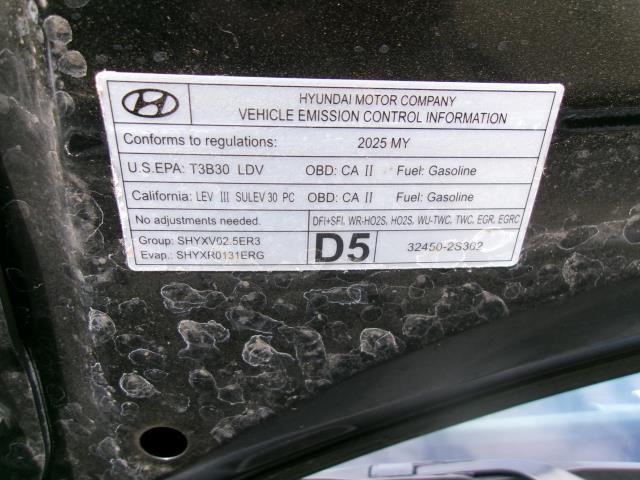 HYUNDAI MOTOR COMPANY
VEHICLE EMISSION CONTROL INFORMATION
Conforms to regulations: 2025 MY
U.S.EPA: T3B30 LDV OBD: CA II Fuel: Gasoline
California: LEV III SULEV30 PC OBD: CA II Fuel: Gasoline
No adjustments needed. DFI+SFI, WR-HO2S, HO2S, WU-TWC, TWC, EGR, EGRC
Group: SHYXV02.5ER3
Evap.: SHYXR0131ERG
D5 32450-2S362